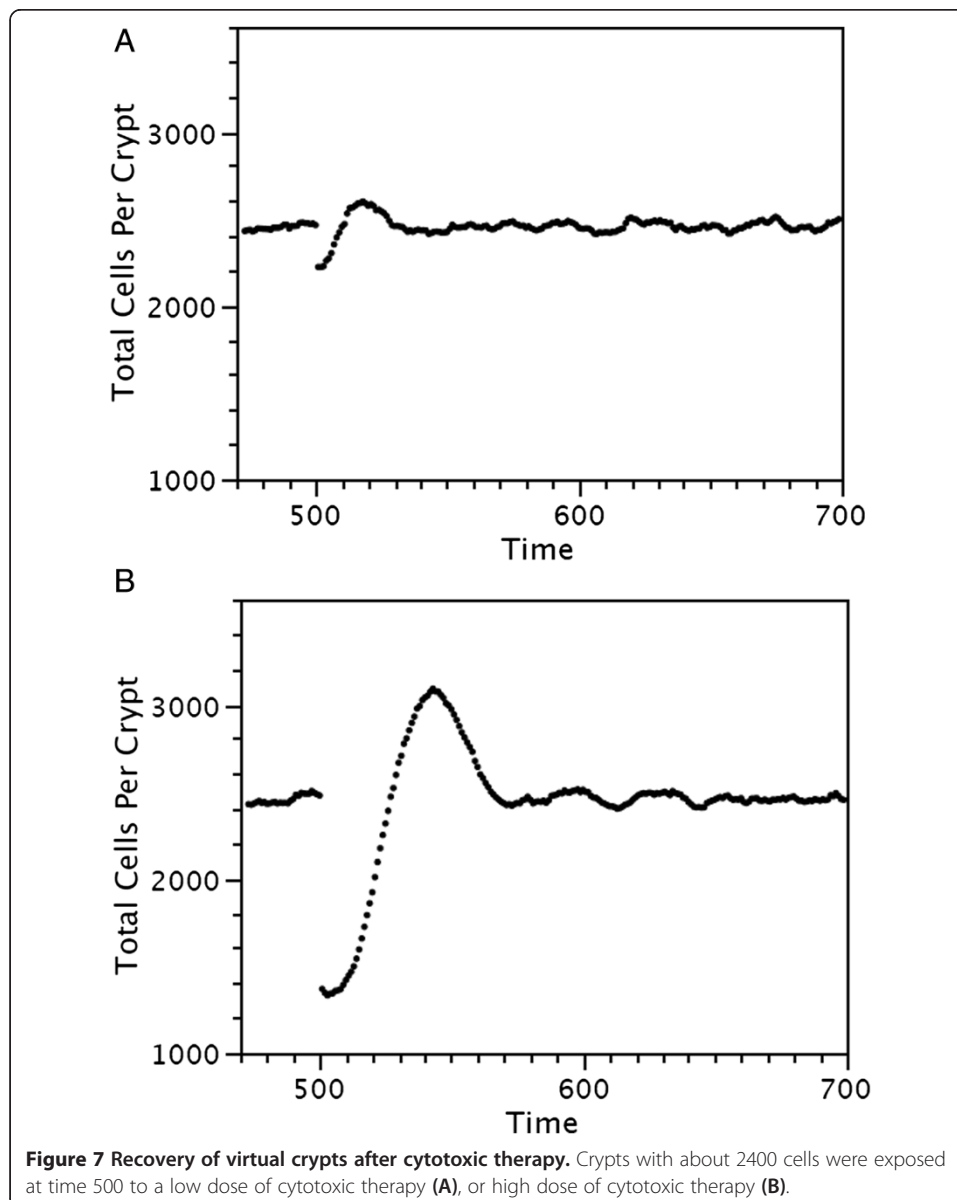 A
Total Cells Per Crypt
3000
2000
1000
500 600 700
Time
B
Total Cells Per Crypt
3000
2000
1000
500 600 700
Time
Figure 7 Recovery of virtual crypts after cytotoxic therapy. Crypts with about 2400 cells were exposed
at time 500 to a low dose of cytotoxic therapy (A), or high dose of cytotoxic therapy (B).